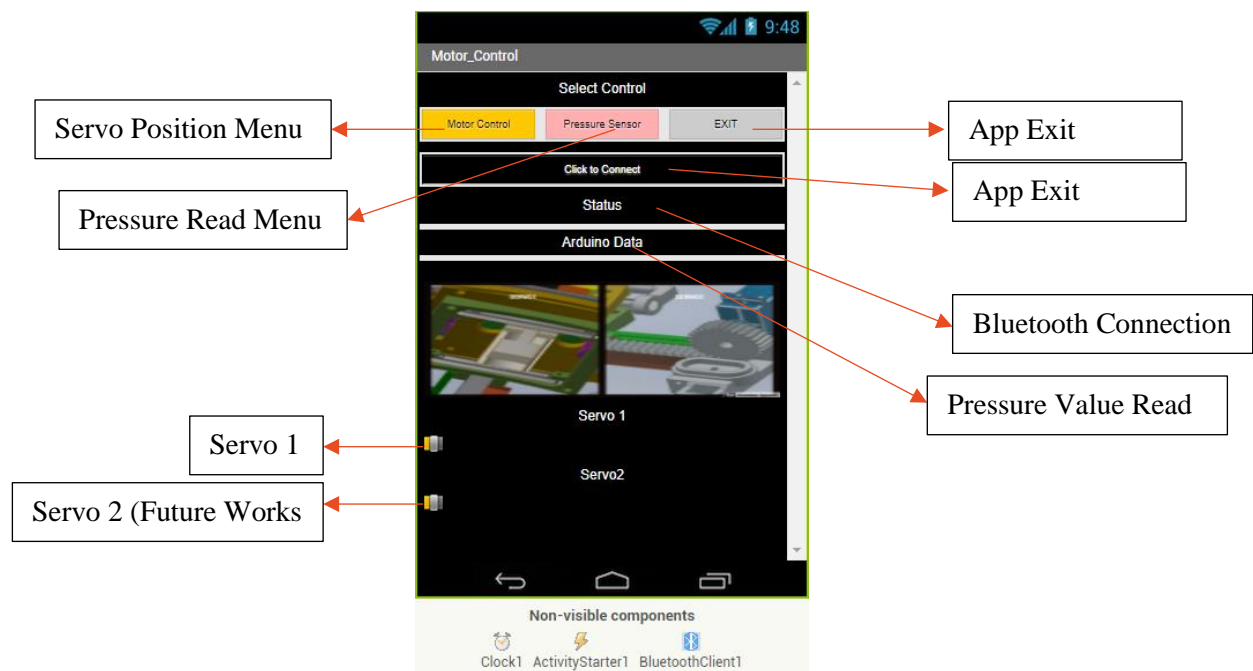 9:48
Motor_Control
Select Control
Servo Position Menu
Motor Control
Pressure Sensor
EXIT
App Exit
Click to Connect
App Exit
Pressure Read Menu
Status
Arduino Data
Bluetooth Connection
Pressure Value Read
Servo 1
Servo 1
Servo2
Servo 2 (Future Works
Non-visible components
Clock1 ActivityStarter1 BluetoothClient1